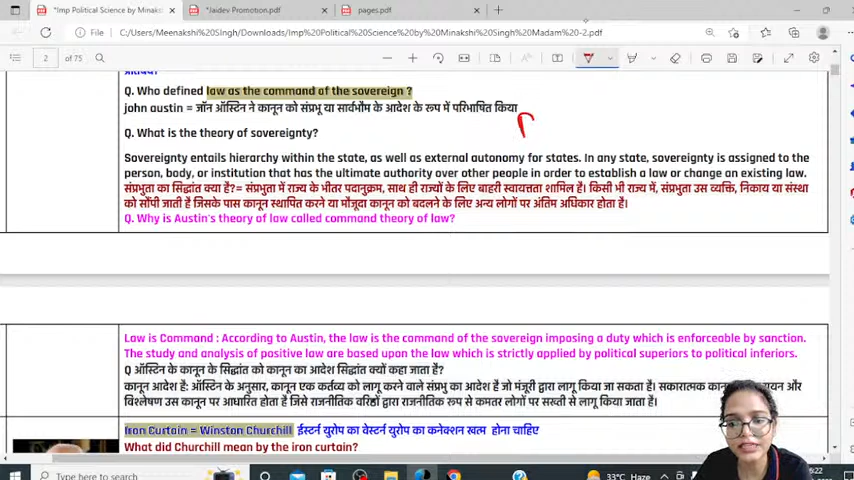 *Imp Political Science by Minaks
*Jaidev Promotion.pdf
pages.pdf
File
C:/Users/Meenakshi SIngh/Downloads/Imp%20Political%20Science%20by%20Minakshi%20Singh%20Madam%20-2.pdf
2 of 75
Q. Who defined law as the command of the sovereign ?
john austin = जॉन ऑस्टिन ने कानून को संप्रभु या सार्वभौम के आदेश के रूप में परिभाषित किया
Q. What is the theory of sovereignty?
Sovereignty entails hierarchy within the state, as well as external autonomy for states. In any state, sovereignty is assigned to the
person, body, or institution that has the ultimate authority over other people in order to establish a law or change an existing law.
संप्रभुता का सिद्धांत क्या है?= संप्रभुता में राज्य के भीतर पदानुक्रम, साथ ही राज्यों के लिए बाहरी स्वायत्तता शामिल है। किसी भी राज्य में, संप्रभुता उस व्यक्ति, निकाय या संस्था
को सौंपी जाती है जिसके पास कानून स्थापित करने या मौजूदा कानून को बदलने के लिए अन्य लोगों पर अंतिम अधिकार होता है।
Q. Why is Austin's theory of law called command theory of law?
Law is Command : According to Austin, the law is the command of the sovereign imposing a duty which is enforceable by sanction.
The study and analysis of positive law are based upon the law which is strictly applied by political superiors to political inferiors.
Q ऑस्टिन के कानून के सिद्धांत को कानून का आदेश सिद्धांत क्यों कहा जाता है?
कानून आदेश है: ऑस्टिन के अनुसार, कानून एक कर्तव्य को लागू करने वाले संप्रभु का आदेश है जो मंजूरी द्वारा लागू किया जा सकता है। सकारात्मक और
विश्लेषण उस कानून पर आधारित होता है जिसे राजनीतिक वरिष्ठों द्वारा राजनीतिक रूप से कमतर लोगों पर सख्ती से लागू किया जाता है।
Iron Curtain = Winston Churchill ईस्टर्न युरोप का वेस्टर्न युरोप का कनेक्शन खत्म होना चाहिए
What did Churchill mean by the iron curtain?
Type here to search
33°C Haze